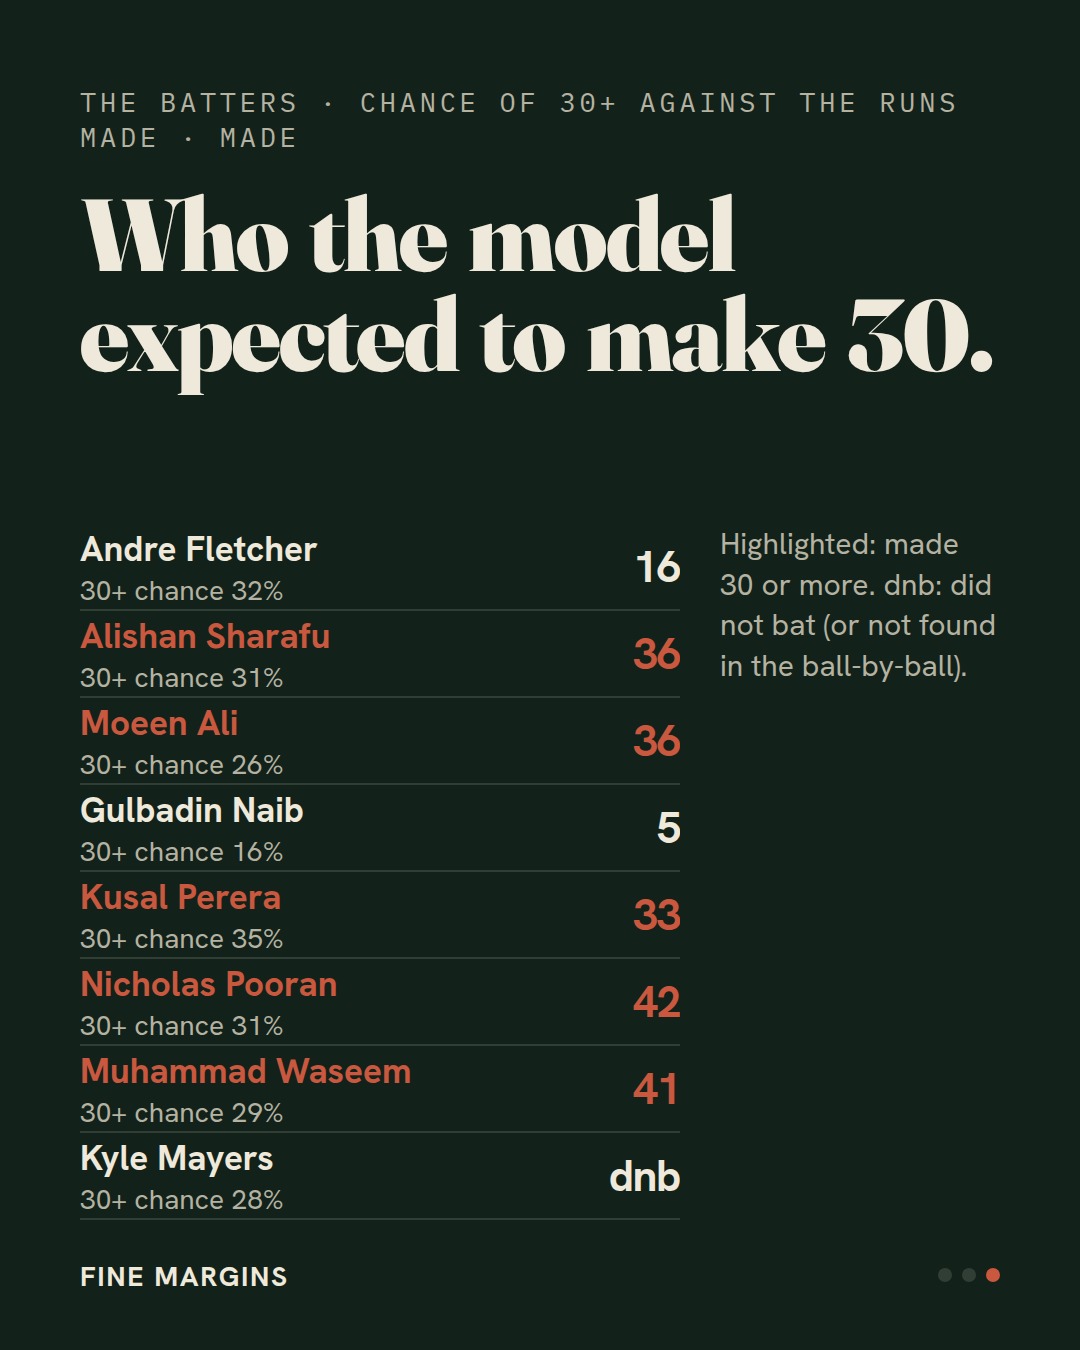 THE BATTERS · CHANCE OF 30+ AGAINST THE RUNS
MADE · MADE
Who the model
expected to make 30.
Andre Fletcher
30+ chance 32%
16
Alishan Sharafu
30+ chance 31%
36
Moeen Ali
30+ chance 26%
36
Gulbadin Naib
30+ chance 16%
5
Kusal Perera
30+ chance 35%
33
Nicholas Pooran
30+ chance 31%
42
Muhammad Waseem
30+ chance 29%
41
Kyle Mayers
30+ chance 28%
dnb
Highlighted: made
30 or more. dnb: did
not bat (or not found
in the ball-by-ball).
FINE MARGINS